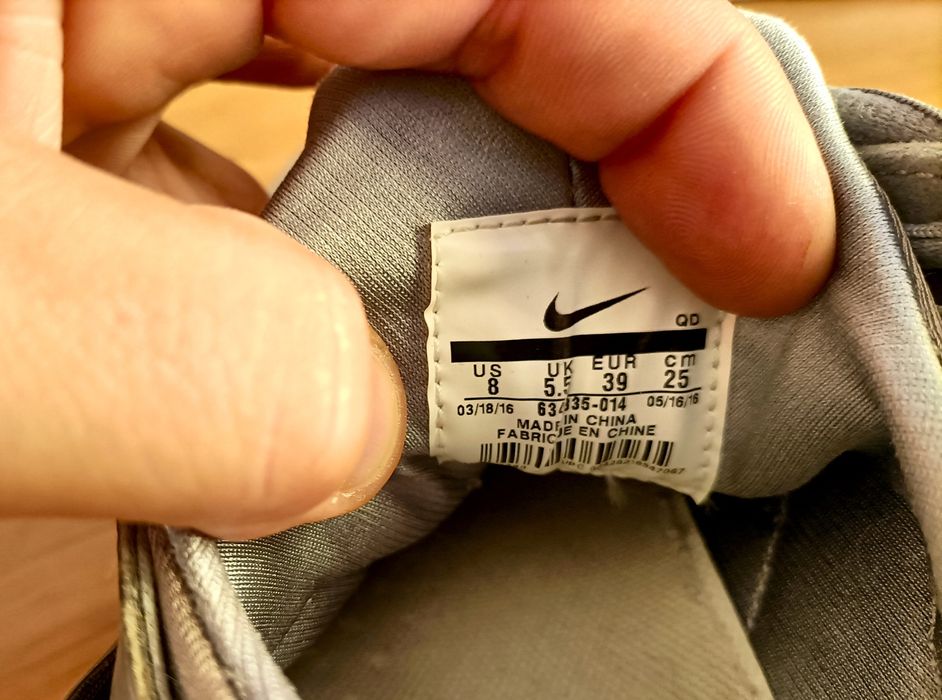 QD
US UK EUR cm
8 5.5 39 25
03/18/16 05/16/16
MADE IN CHINA
FABRIQUE EN CHINE
UPC